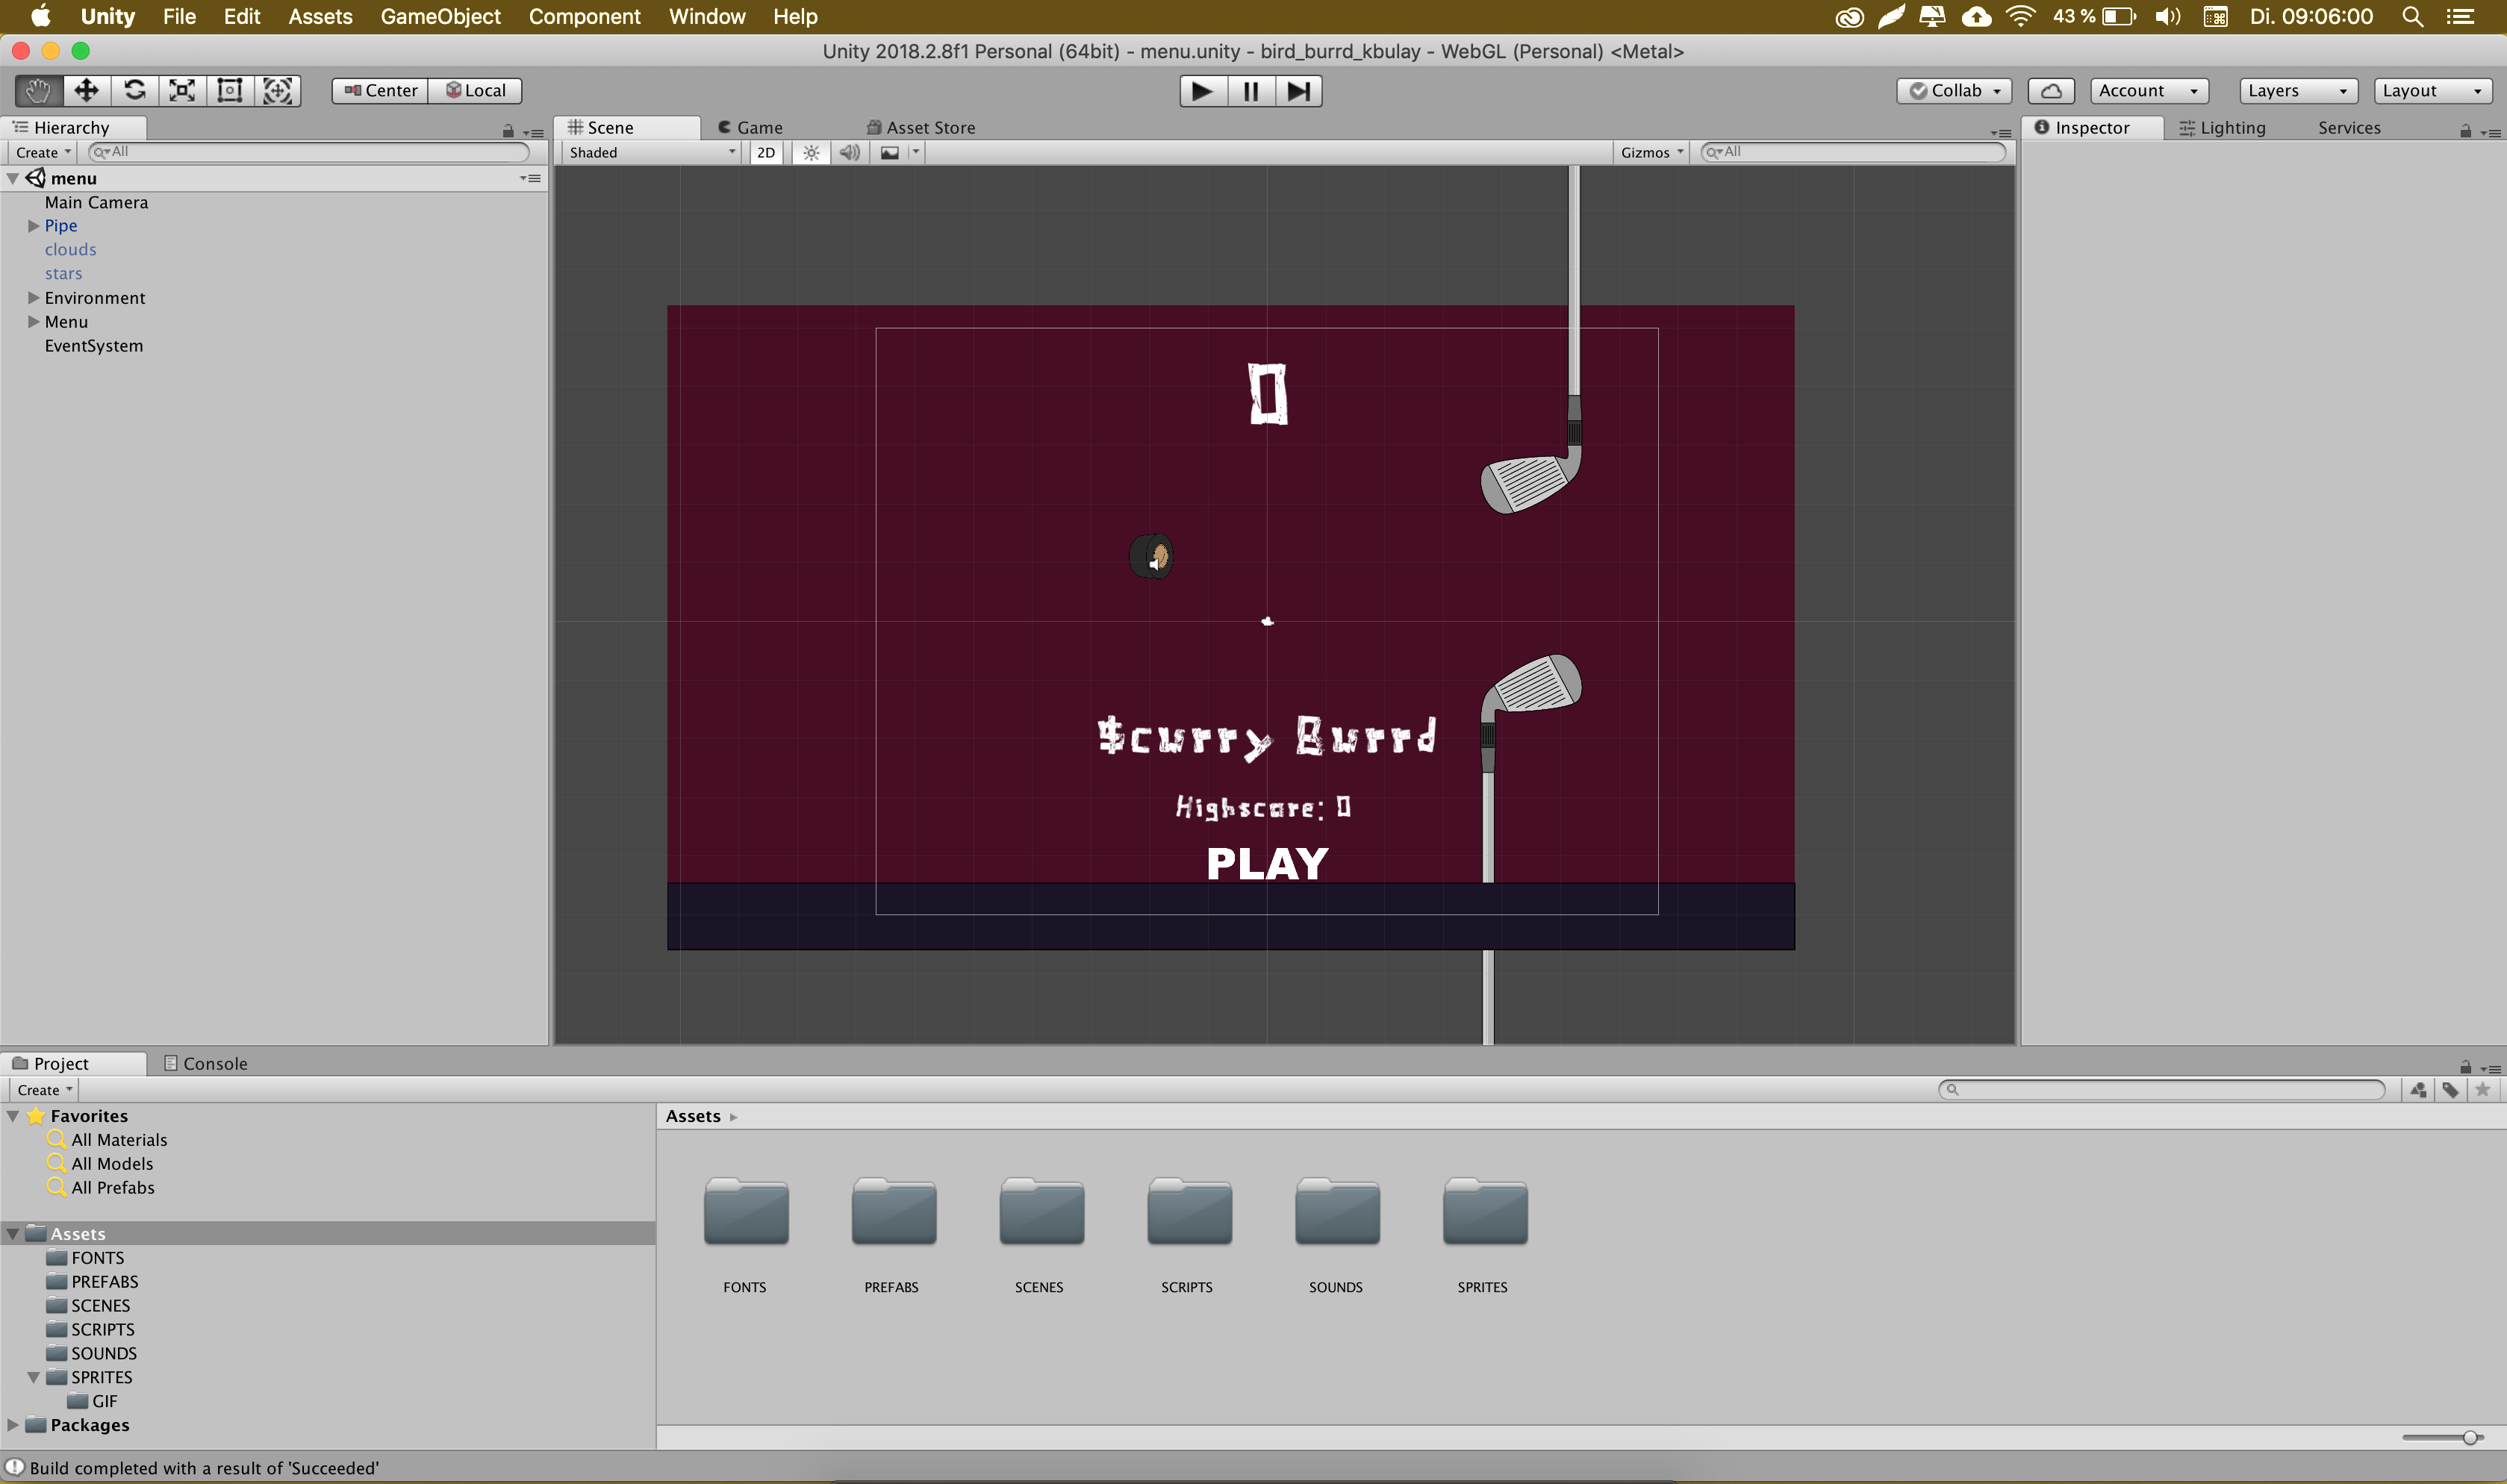 Unity File Edit Assets GameObject Component Window Help 43 % Di. 09:06:00
Unity 2018.2.8f1 Personal (64bit) - menu.unity - bird_burrd_kbulay - WebGL (Personal) <Metal>
Center Local Collab Account Layers Layout
Hierarchy
Create All
menu
Main Camera
Pipe
clouds
stars
Environment
Menu
EventSystem
Scene Game Asset Store
Shaded 2D Gizmos All
0
$curry Burrd
Highscore: 0
PLAY
Inspector Lighting Services
Project Console
Create
Favorites
All Materials
All Models
All Prefabs
Assets
FONTS
PREFABS
SCENES
SCRIPTS
SOUNDS
SPRITES
GIF
Packages
Assets
FONTS PREFABS SCENES SCRIPTS SOUNDS SPRITES
Build completed with a result of 'Succeeded'